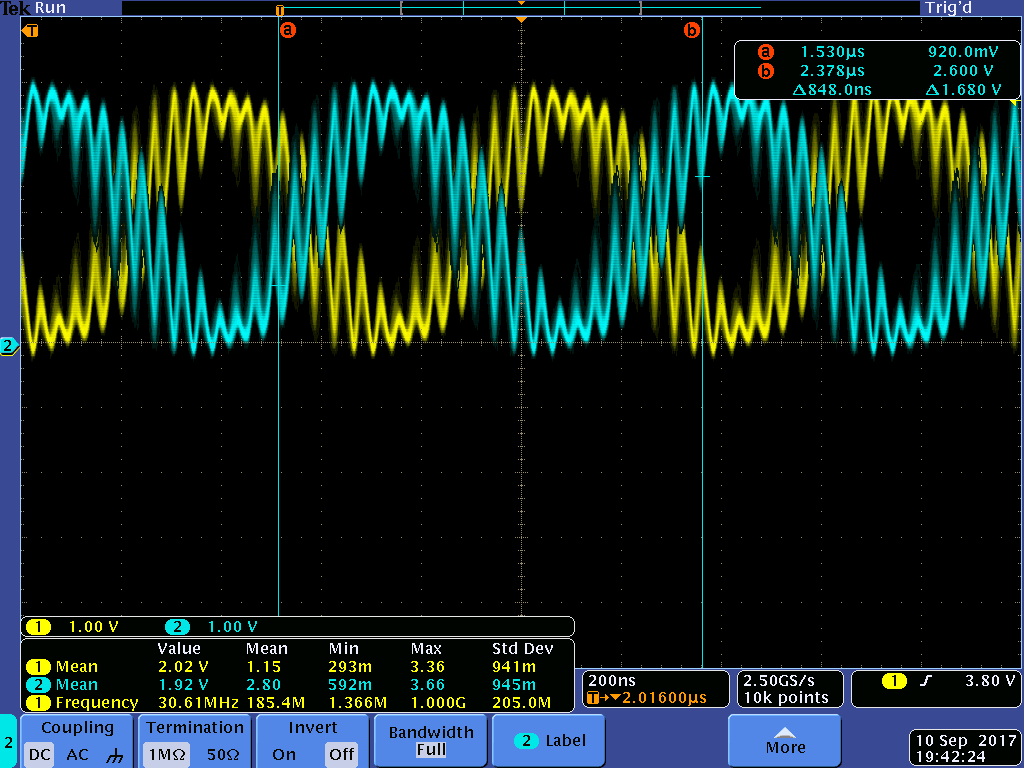 Tek Run Trig'd
T
T a b
a 1.530µs 920.0mV
b 2.378µs 2.600 V
Δ848.0ns Δ1.680 V
2
1 1.00 V 2 1.00 V
Value Mean Min Max Std Dev
1 Mean 2.02 V 1.15 293m 3.36 941m
2 Mean 1.92 V 2.80 592m 3.66 945m
1 Frequency 30.61MHz 185.4M 1.366M 1.000G 205.0M
200ns
T→▼2.01600µs
2.50GS/s
10k points
1 3.80 V
2
Coupling
DC AC
Termination
1MΩ 50Ω
Invert
On Off
Bandwidth
Full
2 Label
More
10 Sep 2017
19:42:24